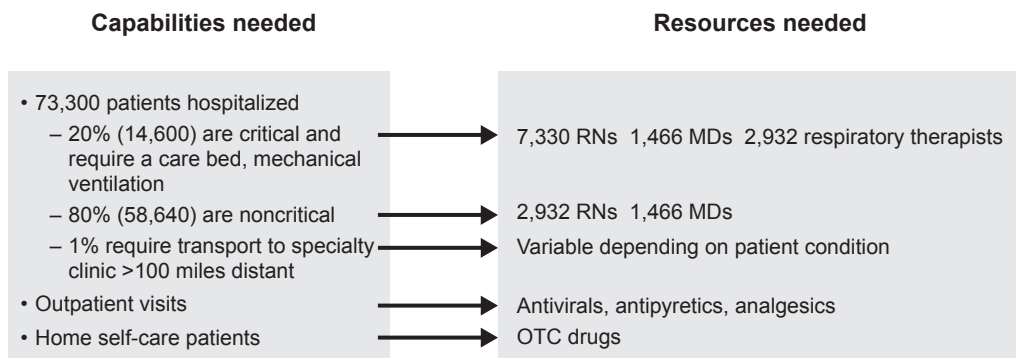 Capabilities needed
Resources needed
• 73,300 patients hospitalized
– 20% (14,600) are critical and
require a care bed, mechanical
ventilation
7,330 RNs 1,466 MDs 2,932 respiratory therapists
– 80% (58,640) are noncritical
2,932 RNs 1,466 MDs
– 1% require transport to specialty
clinic >100 miles distant
Variable depending on patient condition
• Outpatient visits
Antivirals, antipyretics, analgesics
• Home self-care patients
OTC drugs